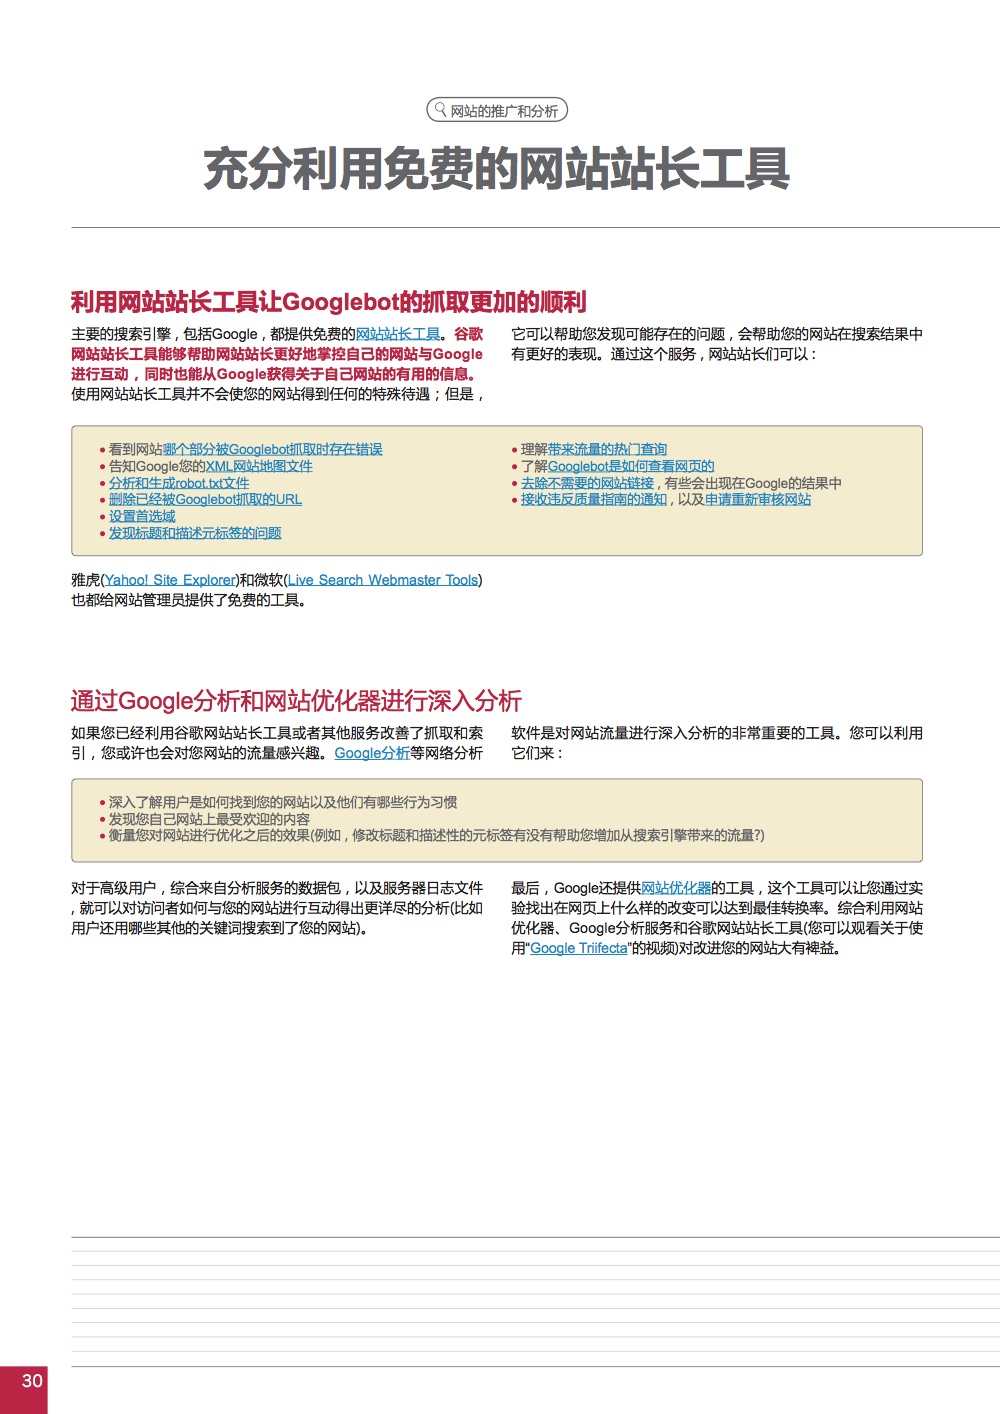 网站的推广和分析
充分利用免费的网站站长工具
利用网站站长工具让Googlebot的抓取更加的顺利
主要的搜索引擎，包括Google，都提供免费的网站站长工具。谷歌
网站站长工具能够帮助网站站长更好地掌控自己的网站与Google
进行互动，同时也能从Google获得关于自己网站的有用的信息。
使用网站站长工具并不会使您的网站得到任何的特殊待遇；但是，
它可以帮助您发现可能存在的问题，会帮助您的网站在搜索结果中
有更好的表现。通过这个服务，网站站长们可以：
• 看到网站哪个部分被Googlebot抓取时存在错误
• 告知Google您的XML网站地图文件
• 分析和生成robot.txt文件
• 删除已经被Googlebot抓取的URL
• 设置首选域
• 发现标题和描述元标签的问题
• 理解带来流量的热门查询
• 了解Googlebot是如何查看网页的
• 去除不需要的网站链接，有些会出现在Google的结果中
• 接收违反质量指南的通知，以及申请重新审核网站
雅虎(Yahoo! Site Explorer)和微软(Live Search Webmaster Tools)
也都给网站管理员提供了免费的工具。
通过Google分析和网站优化器进行深入分析
如果您已经利用谷歌网站站长工具或者其他服务改善了抓取和索
引，您或许也会对您网站的流量感兴趣。Google分析等网络分析
软件是对网站流量进行深入分析的非常重要的工具。您可以利用
它们来：
• 深入了解用户是如何找到您的网站以及他们有哪些行为习惯
• 发现您自己网站上最受欢迎的内容
• 衡量您对网站进行优化之后的效果(例如，修改标题和描述性的元标签有没有帮助您增加从搜索引擎带来的流量?)
对于高级用户，综合来自分析服务的数据包，以及服务器日志文件
，就可以对访问者如何与您的网站进行互动得出更详尽的分析(比如
用户还用哪些其他的关键词搜索到了您的网站)。
最后，Google还提供网站优化器的工具，这个工具可以让您通过实
验找出在网页上什么样的改变可以达到最佳转换率。综合利用网站
优化器、Google分析服务和谷歌网站站长工具(您可以观看关于使
用“Google Triifecta”的视频)对改进您的网站大有裨益。
30